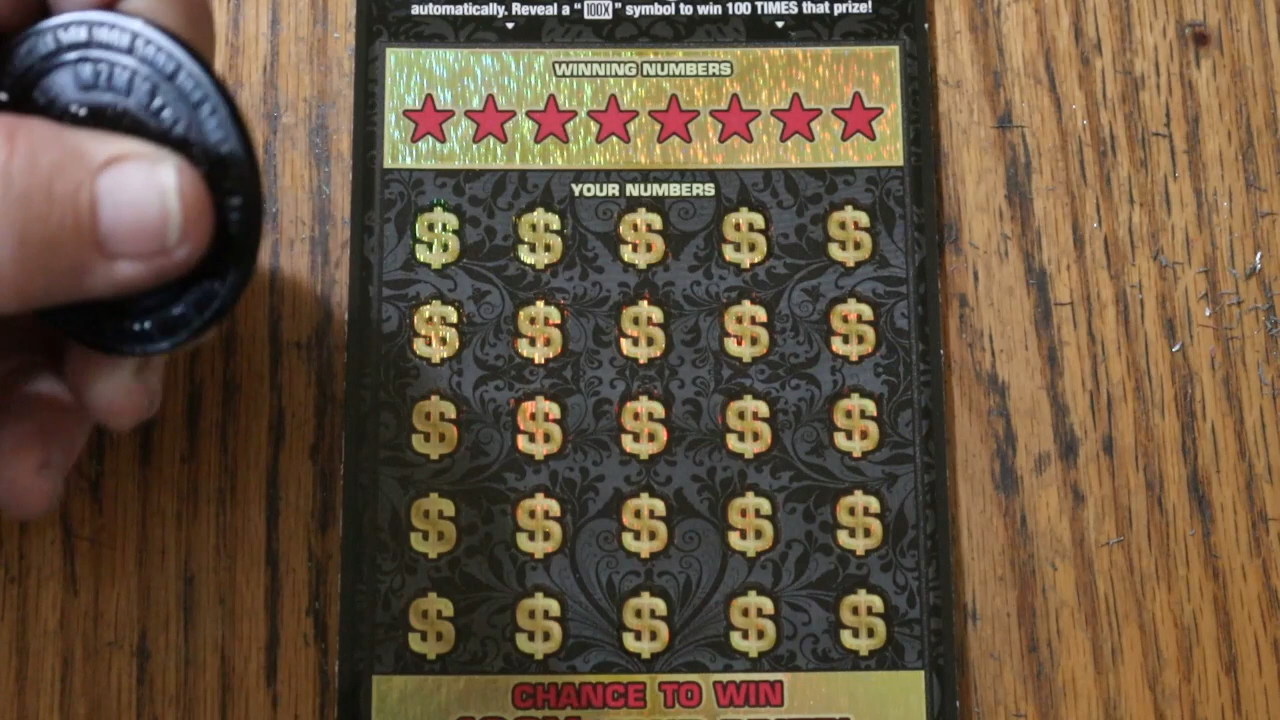 automatically. Reveal a "100X" symbol to win 100 TIMES that prize!
WINNING NUMBERS
YOUR NUMBERS
$ $ $ $ $
$ $ $ $ $
$ $ $ $ $
$ $ $ $ $
$ $ $ $ $
CHANCE TO WIN